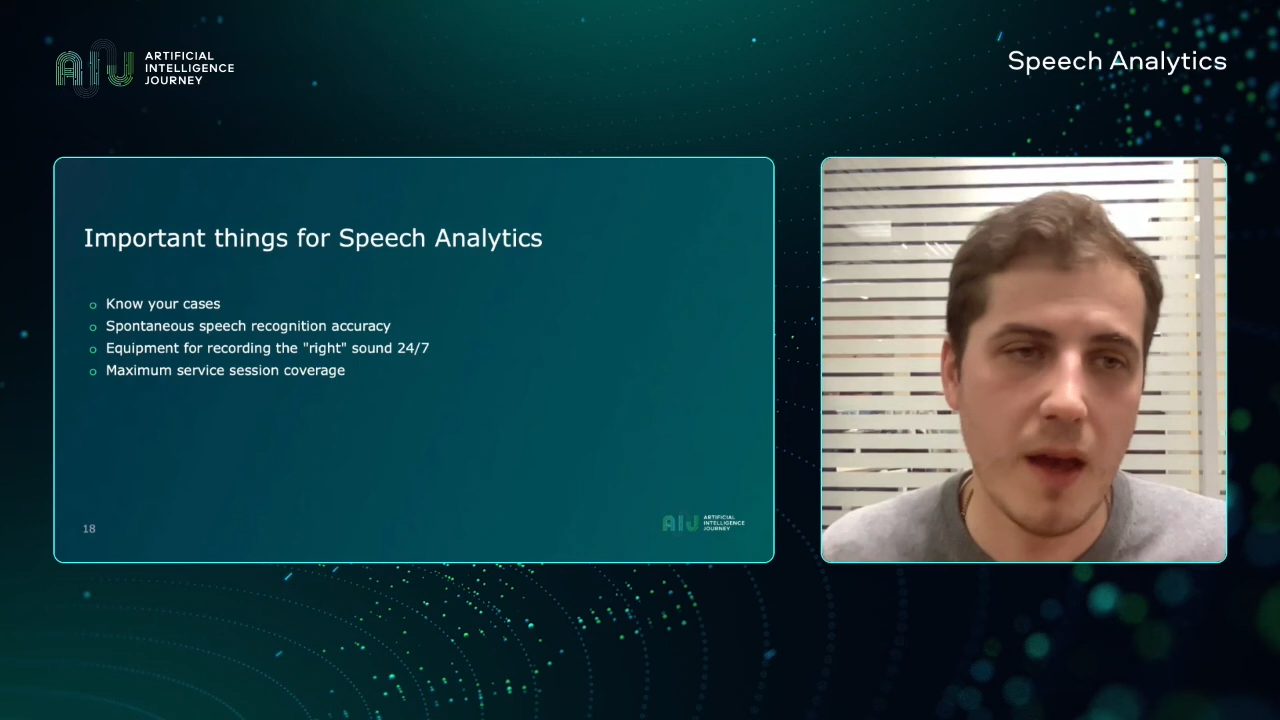 ARTIFICIAL
INTELLIGENCE
JOURNEY
Speech Analytics
Important things for Speech Analytics
Know your cases
Spontaneous speech recognition accuracy
Equipment for recording the "right" sound 24/7
Maximum service session coverage
18
AIJ
ARTIFICIAL
INTELLIGENCE
JOURNEY